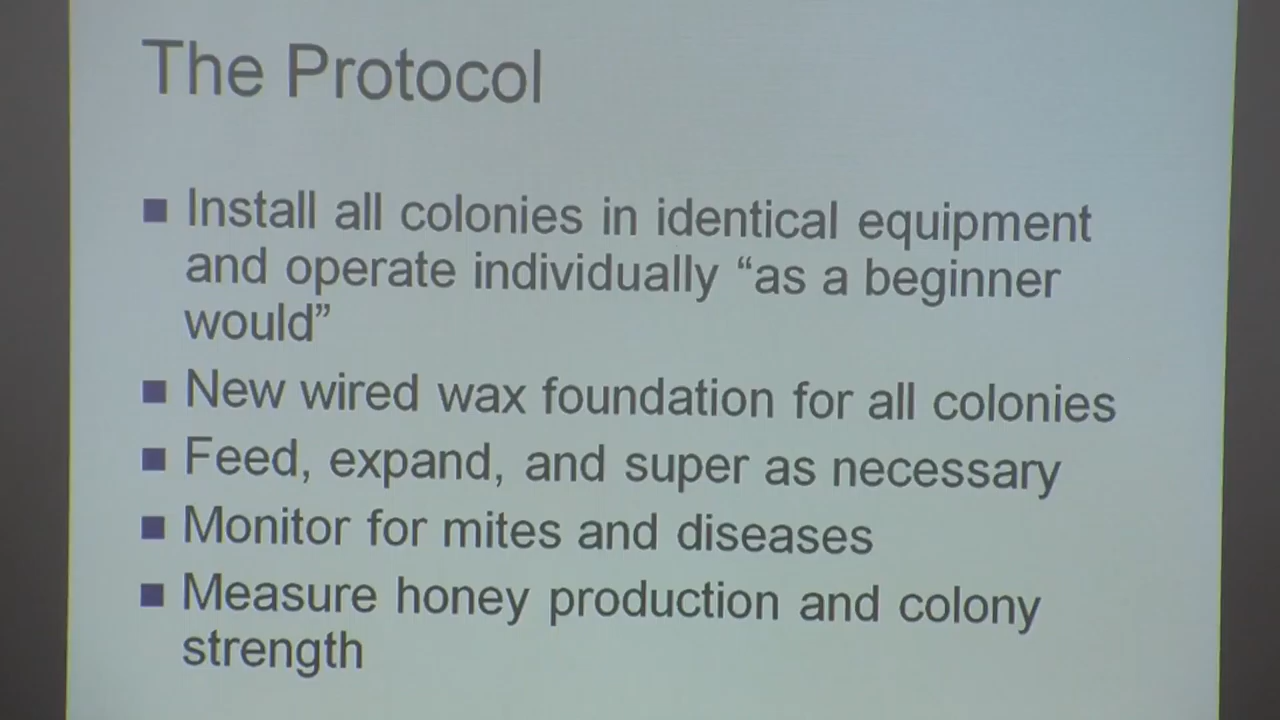 The Protocol
Install all colonies in identical equipment
and operate individually “as a beginner
would”
New wired wax foundation for all colonies
Feed, expand, and super as necessary
Monitor for mites and diseases
Measure honey production and colony
strength